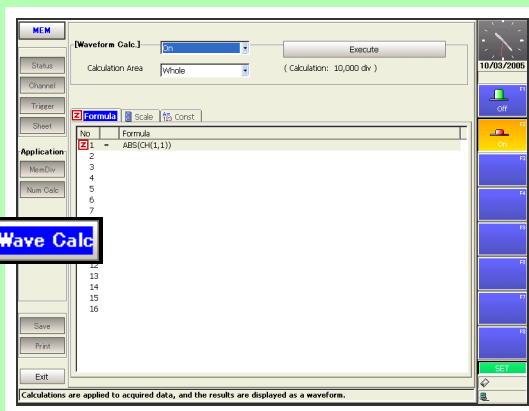 MEM
[Waveform Calc.] On
Execute
Status
Calculation Area Whole ( Calculation: 10,000 div )
10/03/2005
Channel
F1
Trigger
Off
Formula Scale Const
Sheet
F2
No Formula
Z 1 = ABS(CH(1,1))
On
Application
2
F3
3
MemDiv
4
Num Calc
5
F4
6
7
F5
Wave Calc
12
F6
13
14
15
F7
16
Save
F8
Print
SET
Exit
Calculations are applied to acquired data, and the results are displayed as a waveform.